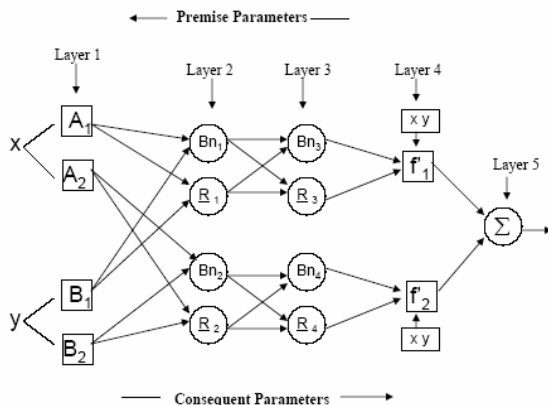 Premise Parameters
Layer 1
Layer 2
Layer 3
Layer 4
Layer 5
x
A1
A2
y
B1
B2
Bn1
R1
Bn2
R2
Bn3
R3
Bn4
R4
x y
f'1
f'2
x y
Σ
Consequent Parameters